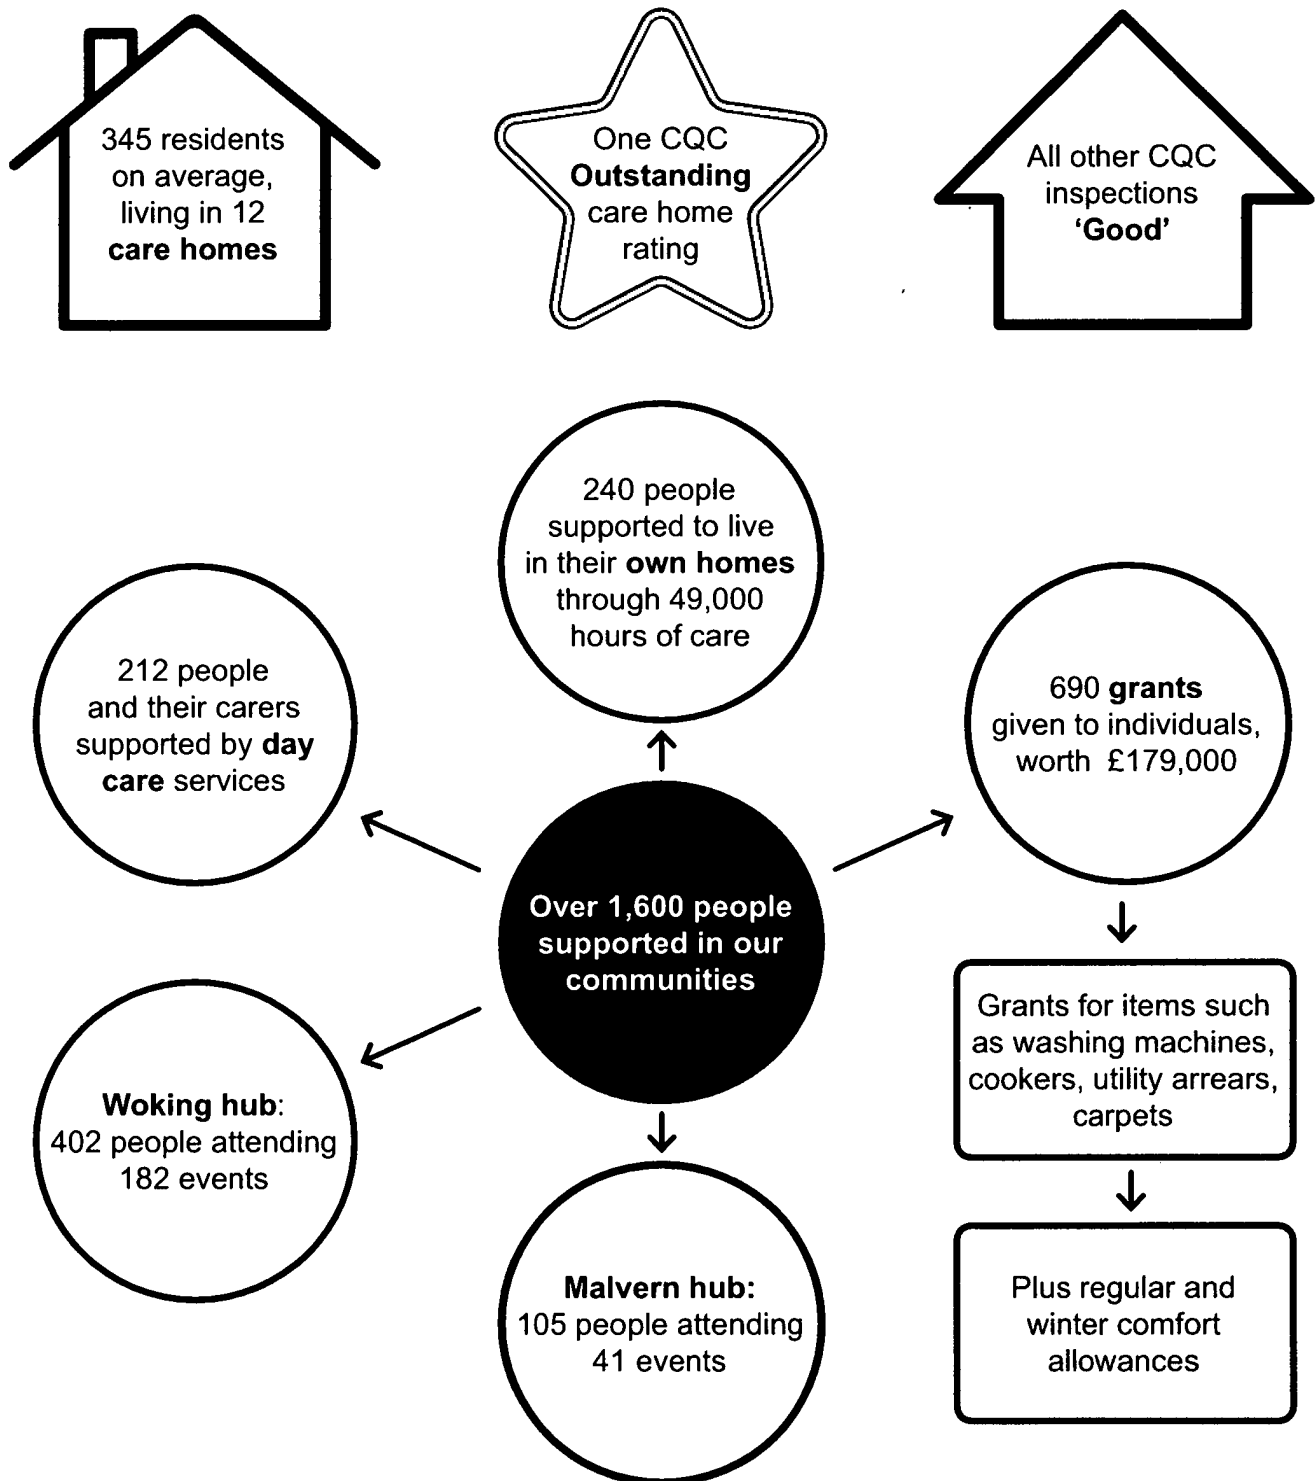 345 residents
on average,
living in 12
care homes
One CQC
Outstanding
care home
rating
All other CQC
inspections
‘Good’
240 people
supported to live
in their own homes
through 49,000
hours of care
212 people
and their carers
supported by day
care services
690 grants
given to individuals,
worth £179,000
Over 1,600 people
supported in our
communities
Grants for items such
as washing machines,
cookers, utility arrears,
carpets
Woking hub:
402 people attending
182 events
Malvern hub:
105 people attending
41 events
Plus regular and
winter comfort
allowances